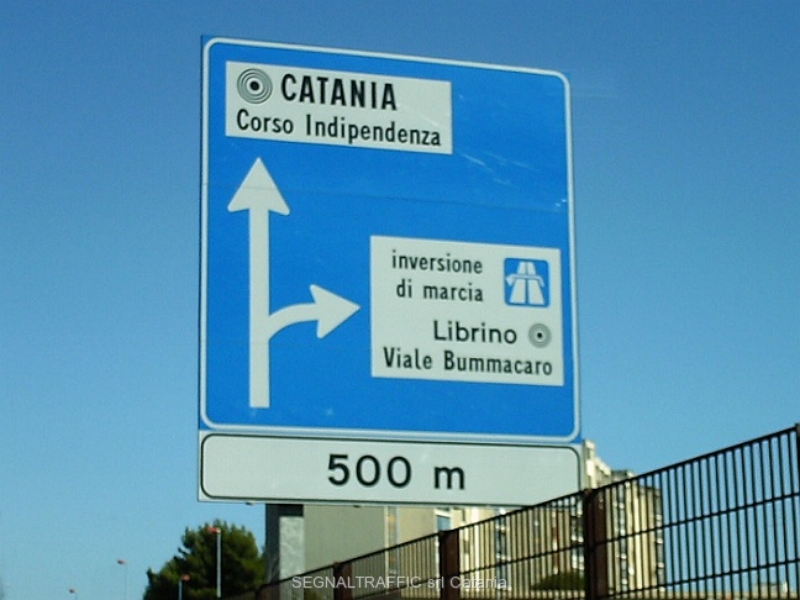 CATANIA
Corso Indipendenza
inversione
di marcia
Librino
Viale Bummacaro
500 m
SEGNALTRAFFIC srl Catania